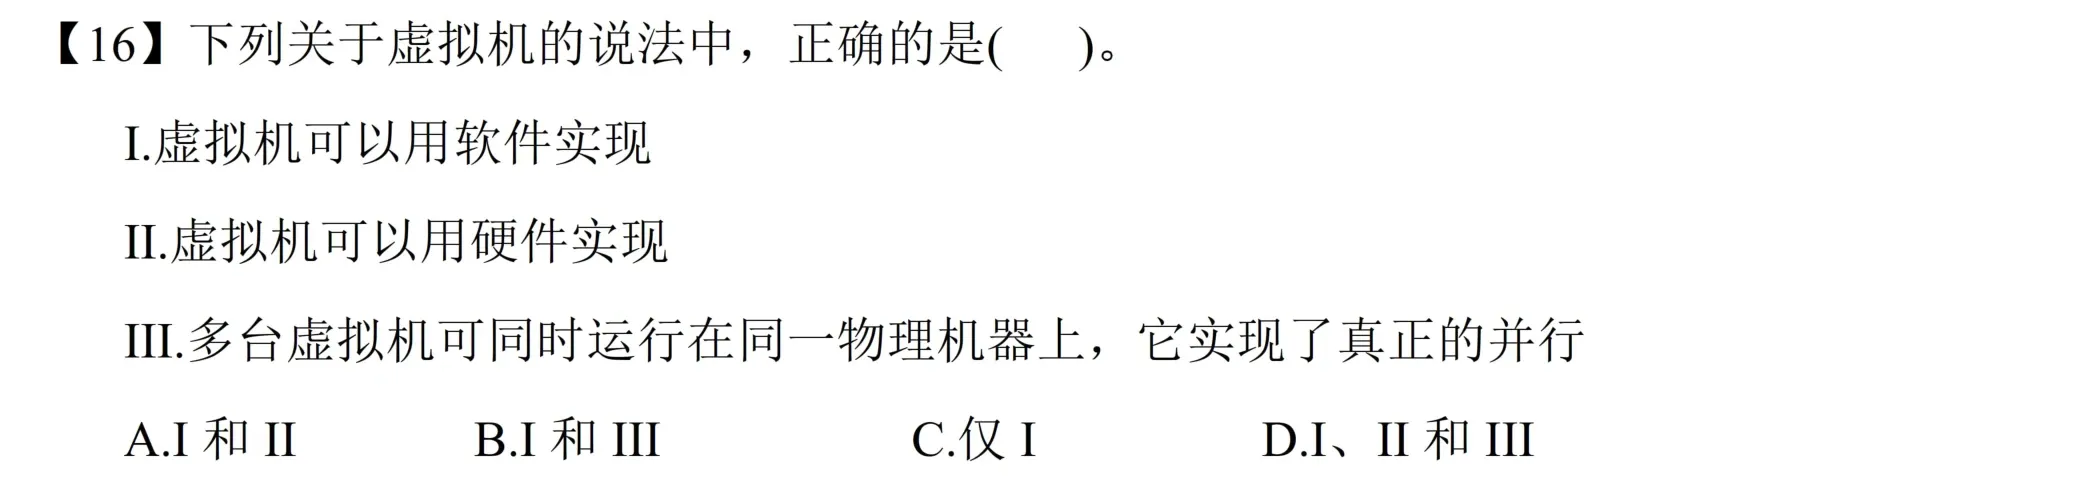 【16】下列关于虚拟机的说法中，正确的是(    )。
I.虚拟机可以用软件实现
II.虚拟机可以用硬件实现
III.多台虚拟机可同时运行在同一物理机器上，它实现了真正的并行
A.I 和 II    B.I 和 III    C.仅 I    D.I、II 和 III